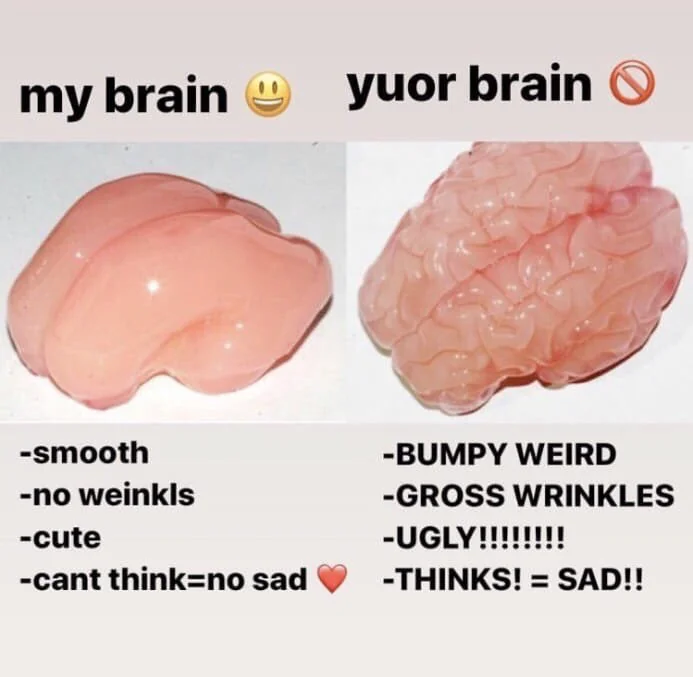 my brain 😃
yuor brain 🚫
-smooth
-no weinkls
-cute
-cant think=no sad ❤️
-BUMPY WEIRD
-GROSS WRINKLES
-UGLY!!!!!!!!
-THINKS! = SAD!!